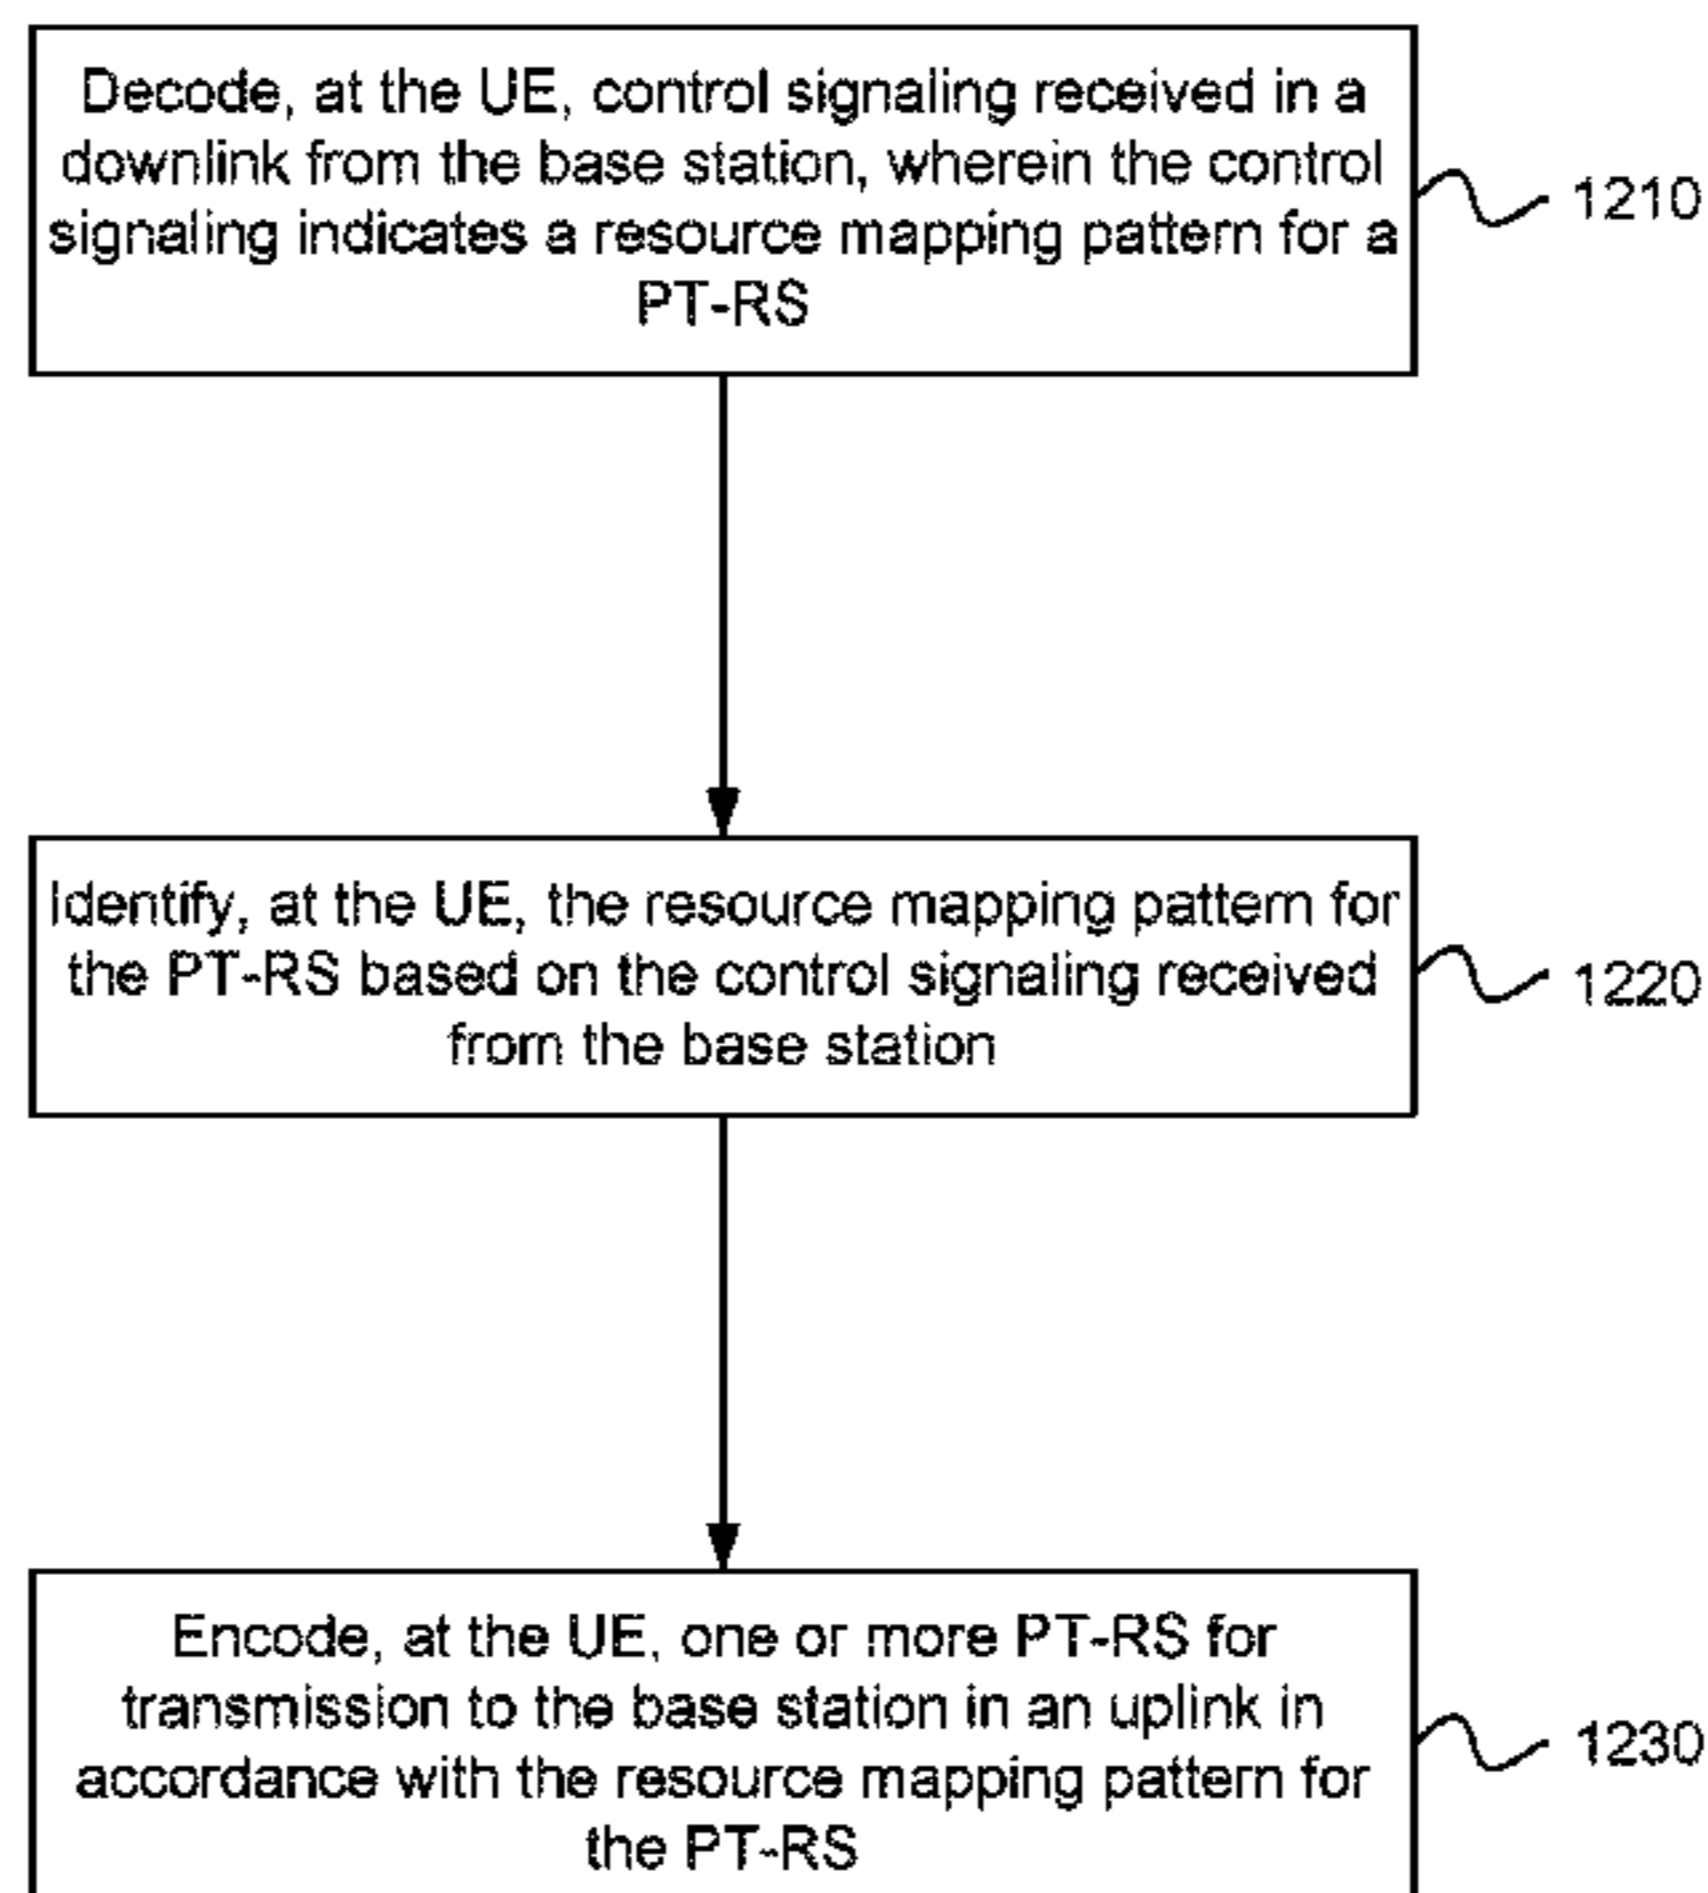 Decode, at the UE, control signaling received in a
downlink from the base station, wherein the control
signaling indicates a resource mapping pattern for a
PT-RS
1210
Identify, at the UE, the resource mapping pattern for
the PT-RS based on the control signaling received
from the base station
1220
Encode, at the UE, one or more PT-RS for
transmission to the base station in an uplink in
accordance with the resource mapping pattern for
the PT-RS
1230